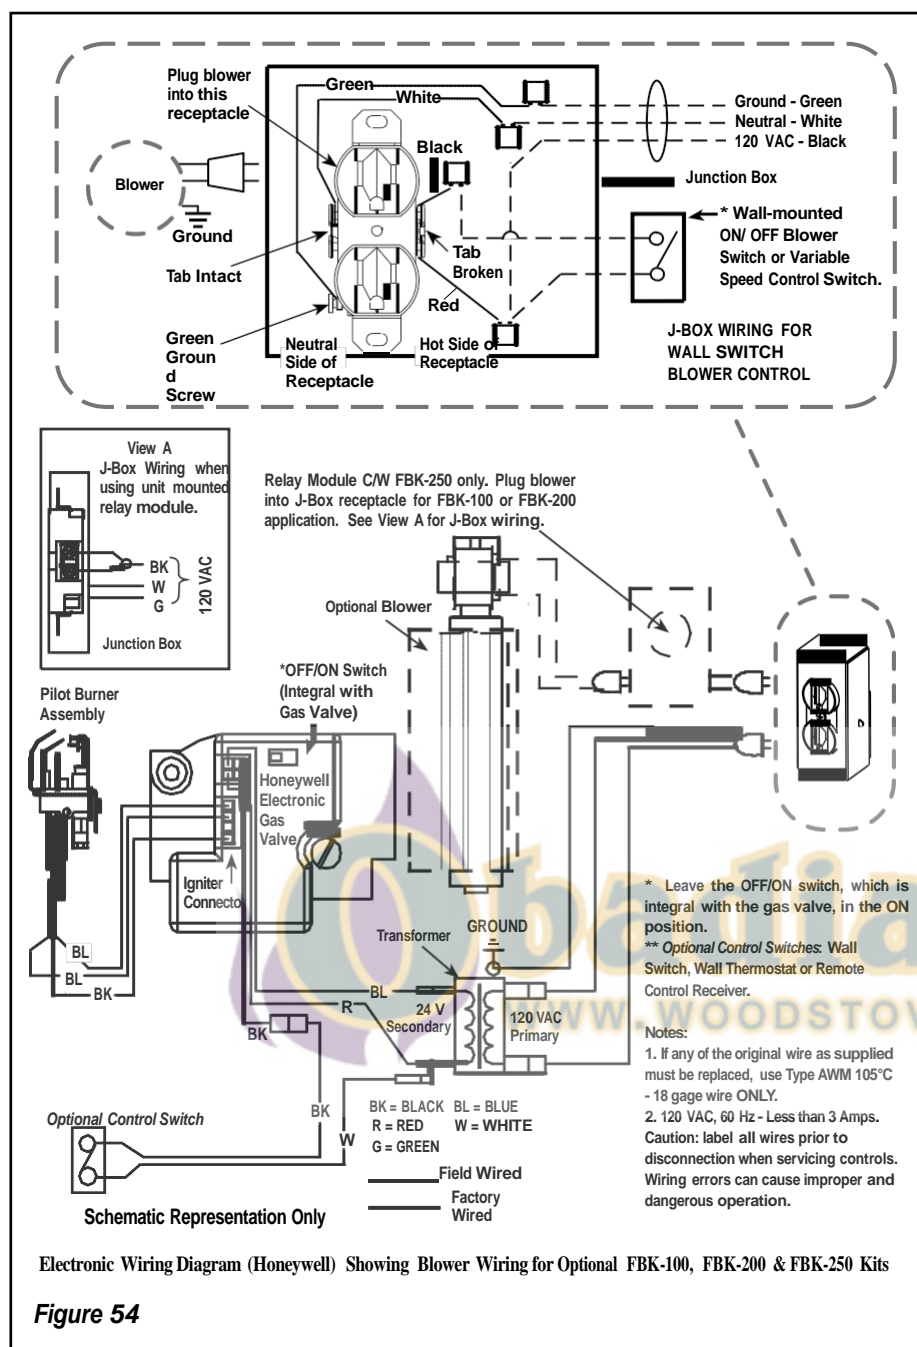 Plug blower
into this
receptacle
Green
White
Ground - Green
Neutral - White
120 VAC - Black
Black
Blower
Junction Box
Ground
* Wall-mounted
ON/ OFF Blower
Switch or Variable
Speed Control Switch.
Tab Intact
Tab
Broken
Red
Green
Groun
d
Screw
Neutral
Side of
Receptacle
Hot Side of
Receptacle
J-BOX WIRING FOR
WALL SWITCH
BLOWER CONTROL
View A
J-Box Wiring when
using unit mounted
relay module.
BK
W
G
120 VAC
Junction Box
Relay Module C/W FBK-250 only. Plug blower
into J-Box receptacle for FBK-100 or FBK-200
application. See View A for J-Box wiring.
Optional Blower
*OFF/ON Switch
(Integral with
Gas Valve)
Pilot Burner
Assembly
Honeywell
Electronic
Gas
Valve
Igniter
Connecto
BL
BL
BK
Transformer
GROUND
BL
R
24 V
Secondary
120 VAC
Primary
BK
BK
W
Optional Control Switch
BK = BLACK BL = BLUE
R = RED W = WHITE
G = GREEN
Field Wired
Factory
Wired
Schematic Representation Only
* Leave the OFF/ON switch, which is
integral with the gas valve, in the ON
position.
** Optional Control Switches: Wall
Switch, Wall Thermostat or Remote
Control Receiver.
Notes:
1. If any of the original wire as supplied
must be replaced, use Type AWM 105°C
- 18 gage wire ONLY.
2. 120 VAC, 60 Hz - Less than 3 Amps.
Caution: label all wires prior to
disconnection when servicing controls.
Wiring errors can cause improper and
dangerous operation.
Obadia
WWW.WOODSTOV
Electronic Wiring Diagram (Honeywell) Showing Blower Wiring for Optional FBK-100, FBK-200 & FBK-250 Kits
Figure 54